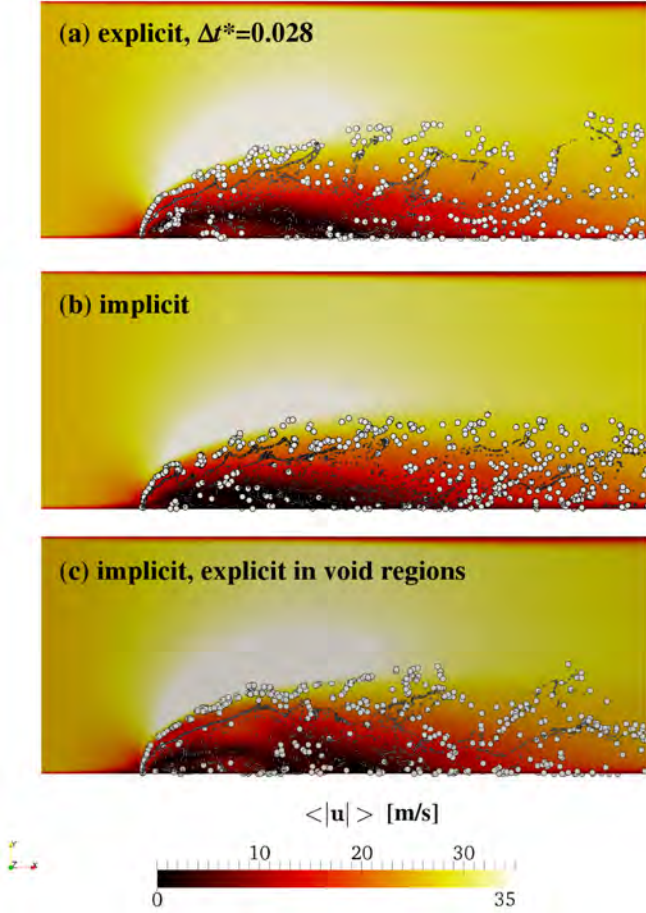 (a) explicit, Δt*=0.028
(b) implicit
(c) implicit, explicit in void regions
<|u|> [m/s]
10 20 30
0 35
Y
Z X